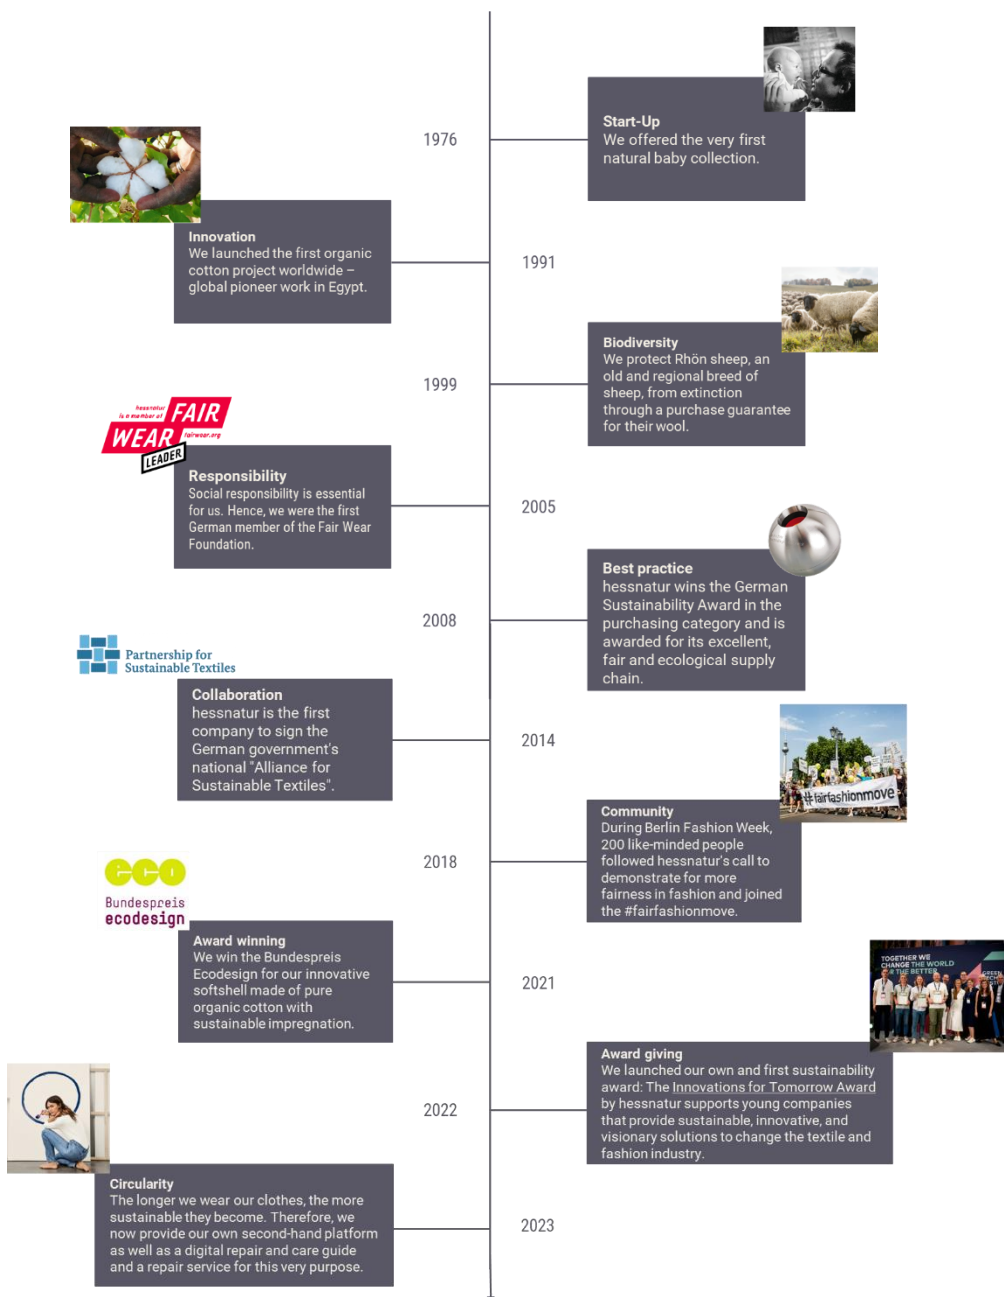 1976
Start-Up
We offered the very first
natural baby collection.
Innovation
We launched the first organic
cotton project worldwide –
global pioneer work in Egypt.
1991
1999
Biodiversity
We protect Rhön sheep, an
old and regional breed of
sheep, from extinction
through a purchase guarantee
for their wool.
hessnatur
is a member of
FAIR
WEAR
fairwear.org
LEADER
Responsibility
Social responsibility is essential
for us. Hence, we were the first
German member of the Fair Wear
Foundation.
2005
2008
Best practice
hessnatur wins the German
Sustainability Award in the
purchasing category and is
awarded for its excellent,
fair and ecological supply
chain.
Partnership for
Sustainable Textiles
Collaboration
hessnatur is the first
company to sign the
German government's
national "Alliance for
Sustainable Textiles".
2014
#fairfashionmove
2018
Community
During Berlin Fashion Week,
200 like-minded people
followed hessnatur's call to
demonstrate for more
fairness in fashion and joined
the #fairfashionmove.
eco
Bundespreis
ecodesign
Award winning
We win the Bundespreis
Ecodesign for our innovative
softshell made of pure
organic cotton with
sustainable impregnation.
2021
TOGETHER WE
CHANGE THE WORLD
FOR THE BETTER
GREEN
2022
Award giving
We launched our own and first sustainability
award: The Innovations for Tomorrow Award
by hessnatur supports young companies
that provide sustainable, innovative, and
visionary solutions to change the textile and
fashion industry.
Circularity
The longer we wear our clothes, the more
sustainable they become. Therefore, we
now provide our own second-hand platform
as well as a digital repair and care guide
and a repair service for this very purpose.
2023